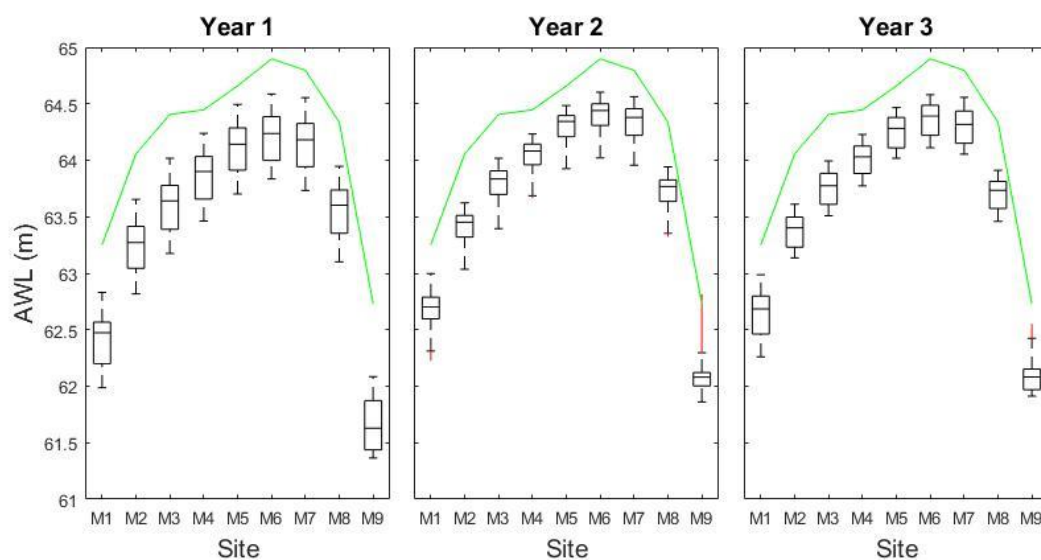 Year 1
Year 2
Year 3
AWL (m)
65
64.5
64
63.5
63
62.5
62
61.5
61
M1 M2 M3 M4 M5 M6 M7 M8 M9
M1 M2 M3 M4 M5 M6 M7 M8 M9
M1 M2 M3 M4 M5 M6 M7 M8 M9
Site
Site
Site